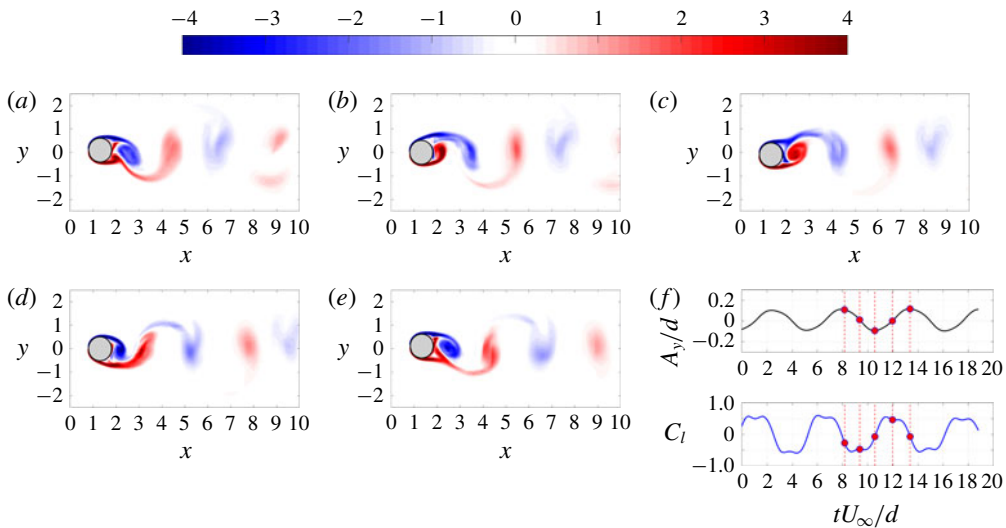 −4 −3 −2 −1 0 1 2 3 4
(a) (b) (c)
2 2 2
1 1 1
y 0 y 0 y 0
−1 −1 −1
−2 −2 −2
0 1 2 3 4 5 6 7 8 9 10 0 1 2 3 4 5 6 7 8 9 10 0 1 2 3 4 5 6 7 8 9 10
x x x
(d) (e) (f)
2 2
1 1
y 0 y 0
−1 −1
−2 −2
0 1 2 3 4 5 6 7 8 9 10 0 1 2 3 4 5 6 7 8 9 10
x x
A_y/d 0.2 0 −0.2
0 2 4 6 8 10 12 14 16 18 20
C_l 1.0 0 −1.0
0 2 4 6 8 10 12 14 16 18 20
tU_∞/d